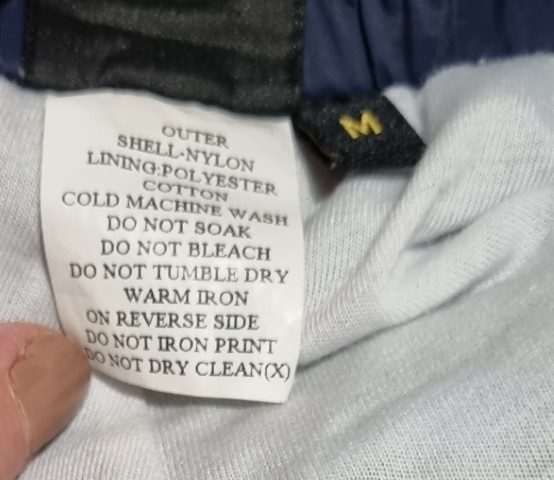 OUTER
SHELL-NYLON
LINING:POLYESTER
COTTON
COLD MACHINE WASH
DO NOT SOAK
DO NOT BLEACH
DO NOT TUMBLE DRY
WARM IRON
ON REVERSE SIDE
DO NOT IRON PRINT
DO NOT DRY CLEAN(X)
M